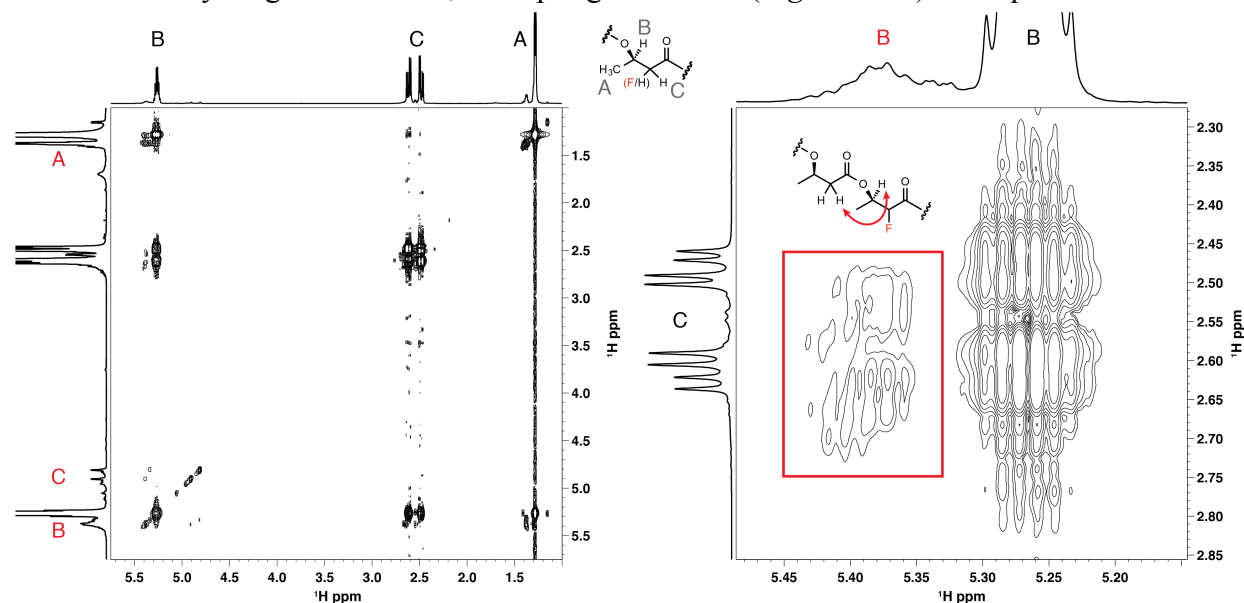 B
C
A
O
H
B
O
H₃C
A
(F/H)
H
C
B
B
A
C
B
1.5
2.0
2.5
3.0
3.5
4.0
4.5
5.0
5.5
¹H ppm
5.5 5.0 4.5 4.0 3.5 3.0 2.5 2.0 1.5
¹H ppm
C
O
O
O
H
O
H
H
F
2.30
2.35
2.40
2.45
2.50
2.55
2.60
2.65
2.70
2.75
2.80
2.85
¹H ppm
5.45 5.40 5.35 5.30 5.25 5.20
¹H ppm